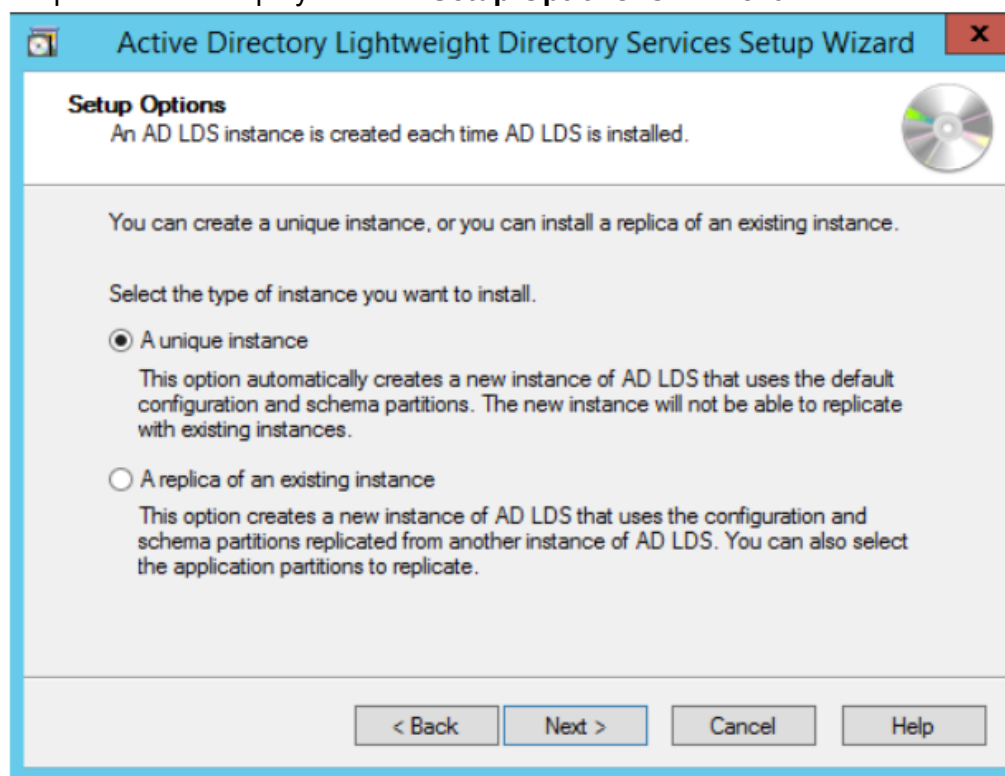 Setup Options
Active Directory Lightweight Directory Services Setup Wizard
x
Setup Options
An AD LDS instance is created each time AD LDS is installed.
You can create a unique instance, or you can install a replica of an existing instance.
Select the type of instance you want to install.
A unique instance
This option automatically creates a new instance of AD LDS that uses the default
configuration and schema partitions. The new instance will not be able to replicate
with existing instances.
A replica of an existing instance
This option creates a new instance of AD LDS that uses the configuration and
schema partitions replicated from another instance of AD LDS. You can also select
the application partitions to replicate.
< Back Next > Cancel Help